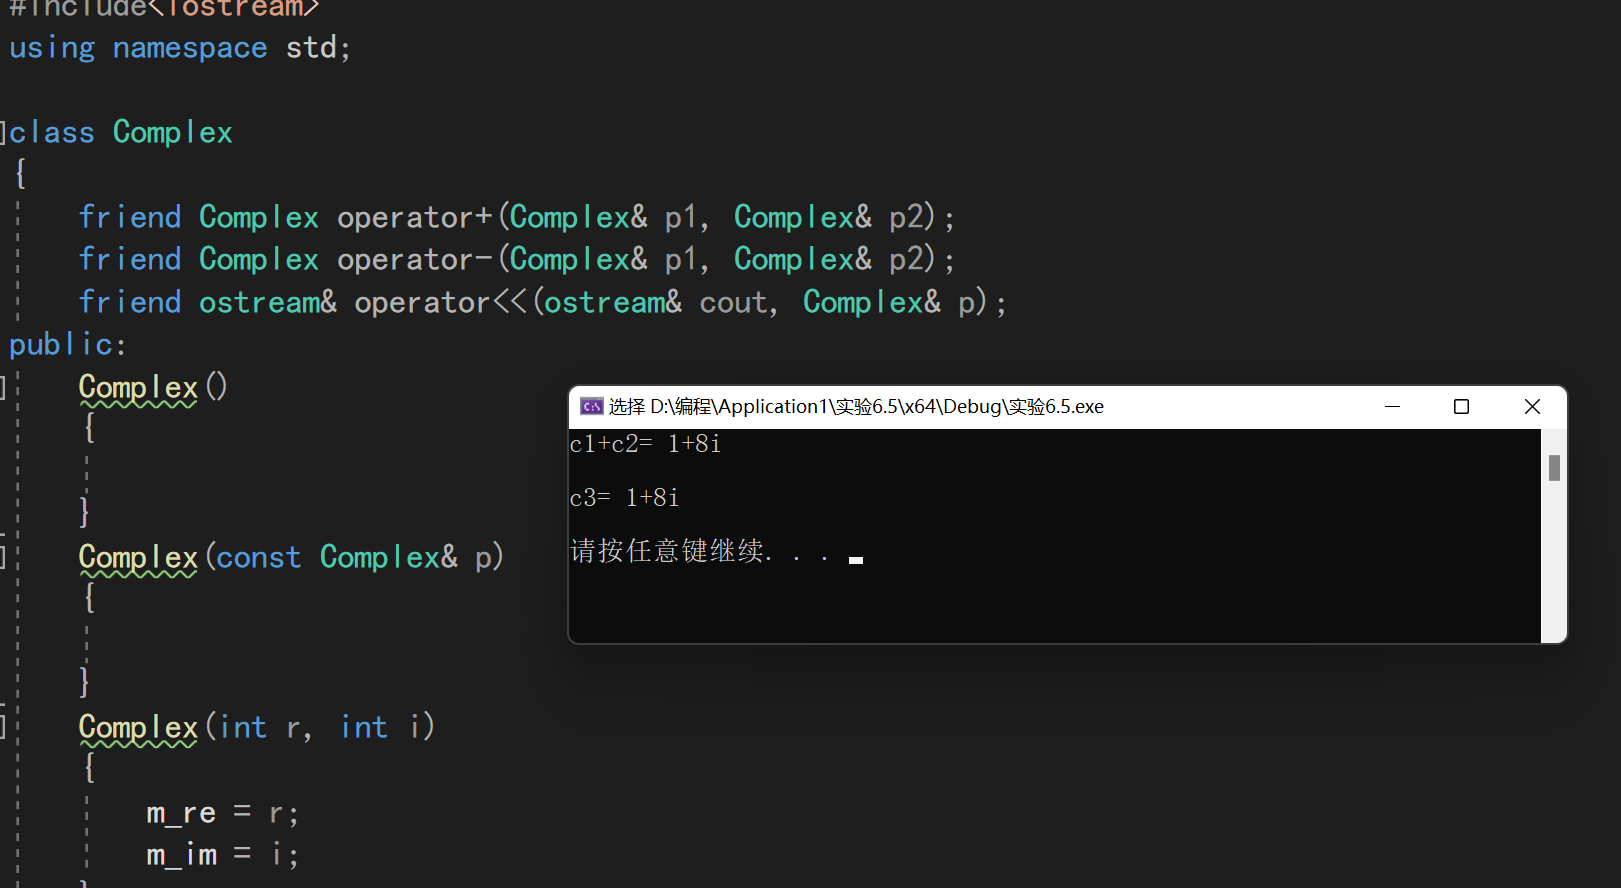 #include<iostream>
using namespace std;
class Complex
{
friend Complex operator+(Complex& p1, Complex& p2);
friend Complex operator-(Complex& p1, Complex& p2);
friend ostream& operator<<(ostream& cout, Complex& p);
public:
Complex()
{
}
Complex(const Complex& p)
{
}
Complex(int r, int i)
{
m_re = r;
m_im = i;
}
选择 D:\编程\Application1\实验6.5\x64\Debug\实验6.5.exe
c1+c2= 1+8i
c3= 1+8i
请按任意键继续. . .